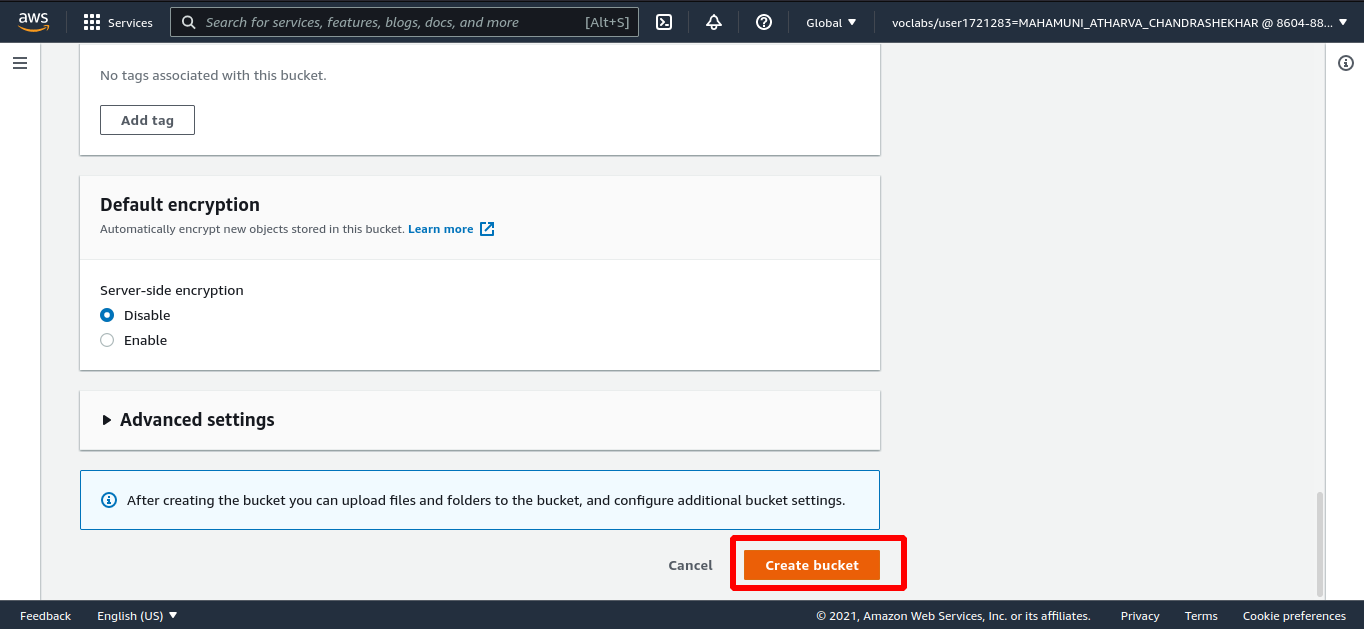 aws Services Search for services, features, blogs, docs, and more [Alt+S] Global voclabs/user1721283=MAHAMUNI_ATHARVA_CHANDRASHEKHAR @ 8604-88...
No tags associated with this bucket.
Add tag
Default encryption
Automatically encrypt new objects stored in this bucket. Learn more
Server-side encryption
Disable
Enable
Advanced settings
After creating the bucket you can upload files and folders to the bucket, and configure additional bucket settings.
Cancel Create bucket
Feedback English (US) © 2021, Amazon Web Services, Inc. or its affiliates. Privacy Terms Cookie preferences